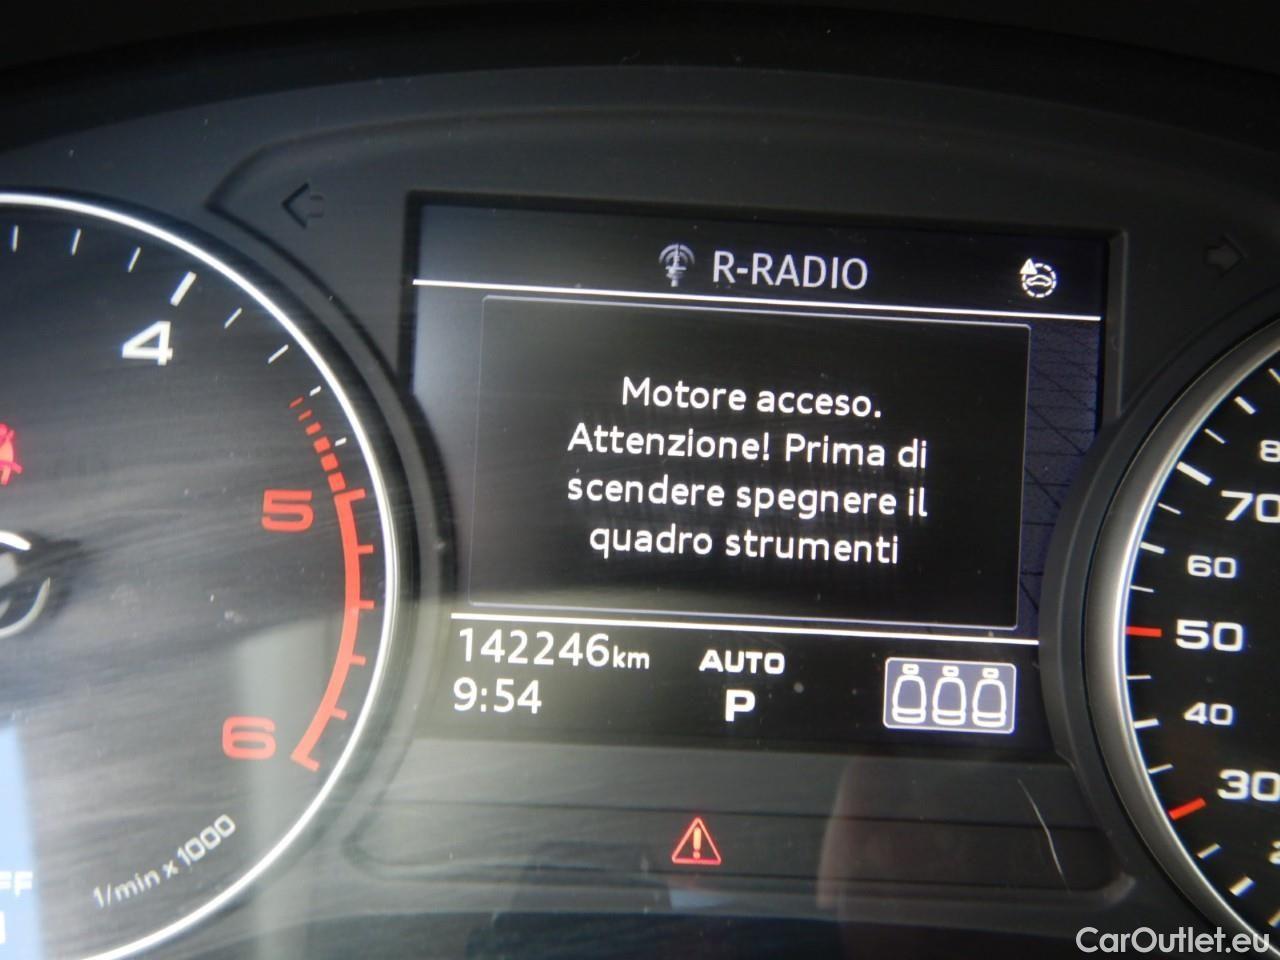 R-RADIO
Motore acceso.
Attenzione! Prima di
scendere spegnere il
quadro strumenti
142246km
AUTO
9:54
P
4
5
6
1/min x 1000
70
60
50
40
30
CarOutlet.eu